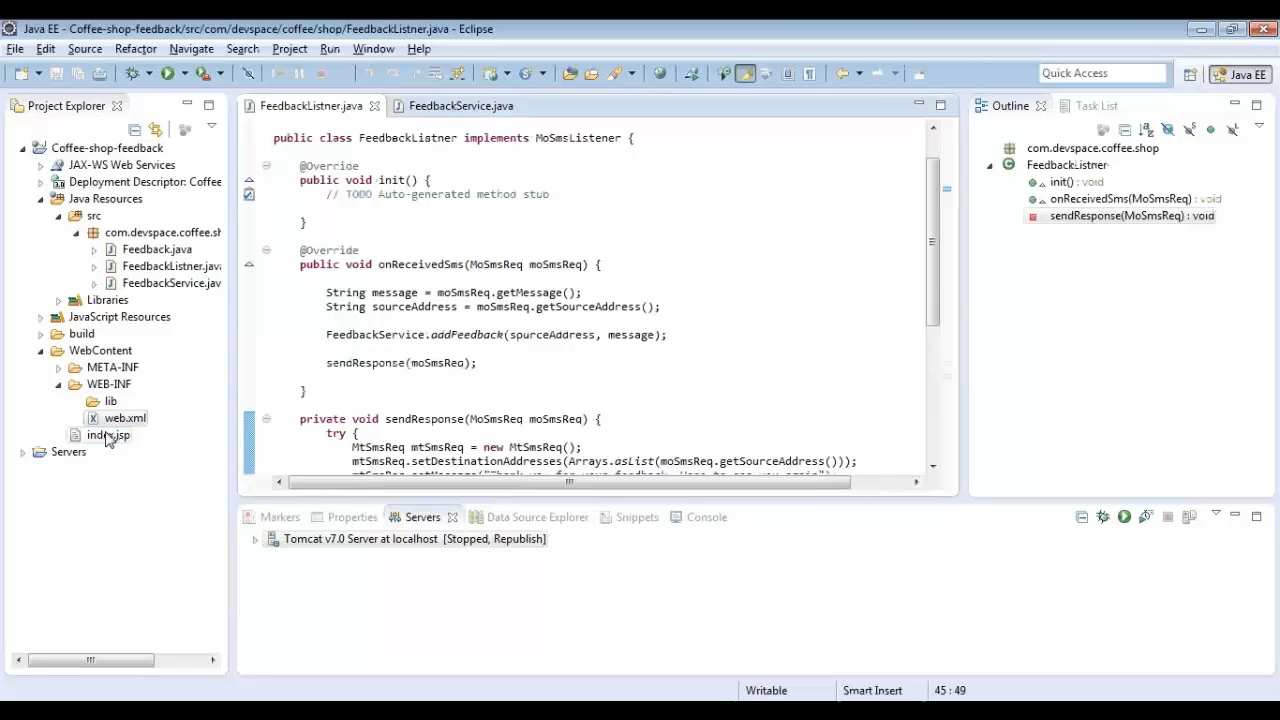 Java EE - Coffee-shop-feedback/src/com/devspace/coffee/shop/FeedbackListner.java - Eclipse
File Edit Source Refactor Navigate Search Project Run Window Help
Quick Access
Java EE
Project Explorer
Coffee-shop-feedback
JAX-WS Web Services
Deployment Descriptor: Coffee
Java Resources
src
com.devspace.coffee.sh
Feedback.java
FeedbackListner.java
FeedbackService.jav
Libraries
JavaScript Resources
build
WebContent
META-INF
WEB-INF
lib
web.xml
index.jsp
Servers
FeedbackListner.java
FeedbackService.java
public class FeedbackLiatner implements MoSmsListener {
@Override
public void init() {
// TODO Auto-generated method stub
}
@Override
public void onReceivedSms(MoSmsReq moSmsReq) {
String message = moSmsReq.getMessage();
String sourceAddress = moSmsReq.getSourceAddress();
FeedbackService.addFeedback(spurceAddress, message);
sendResponse(moSmsReq);
}
private void sendResponse(MoSmsReq moSmsReq) {
try {
MtSmsReq mtSmsReq = new MtSmsReq();
mtSmsReq.setDestinationAddresses(Arrays.asList(moSmsReq.getSourceAddress()));
Outline
Task List
com.devspace.coffee.shop
FeedbackListner
init() : void
onReceivedSms(MoSmsReq) : void
sendResponse(MoSmsReq) : void
Markers Properties Servers Data Source Explorer Snippets Console
Tomcat v7.0 Server at localhost [Stopped, Republish]
Writable
Smart Insert
45 : 49